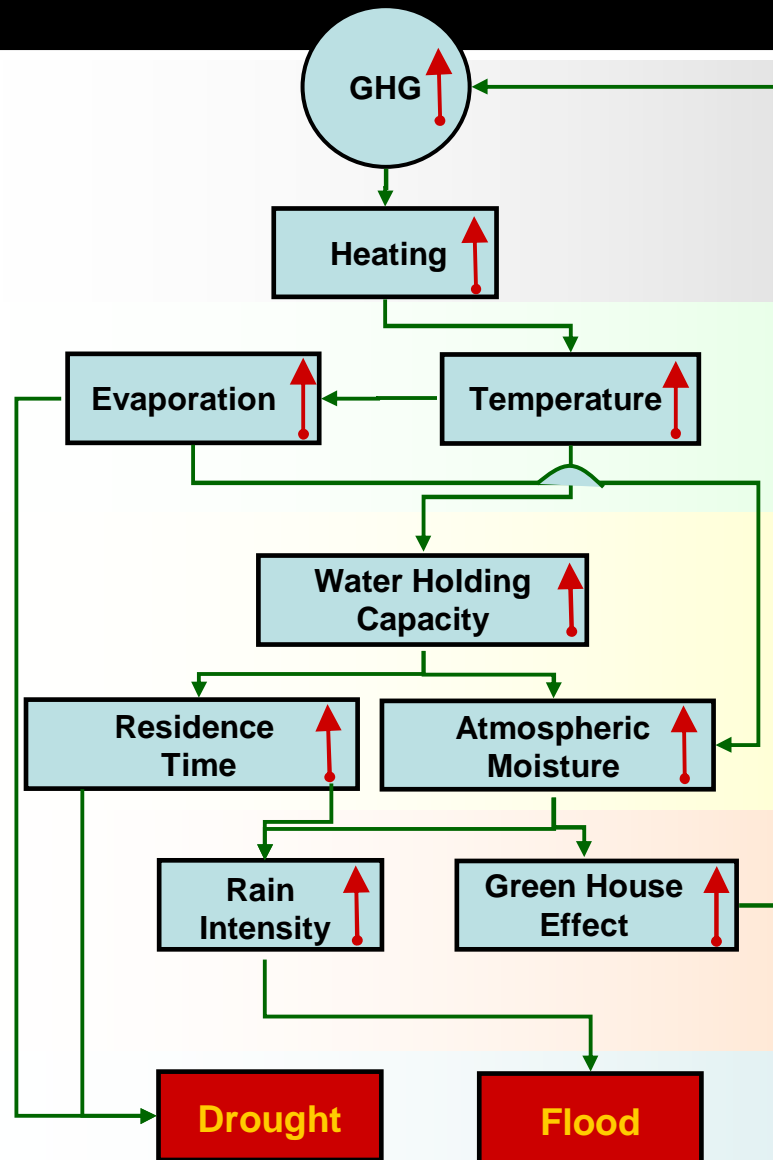 GHG
Heating
Evaporation
Temperature
Water Holding
Capacity
Residence
Time
Atmospheric
Moisture
Rain
Intensity
Green House
Effect
Drought
Flood